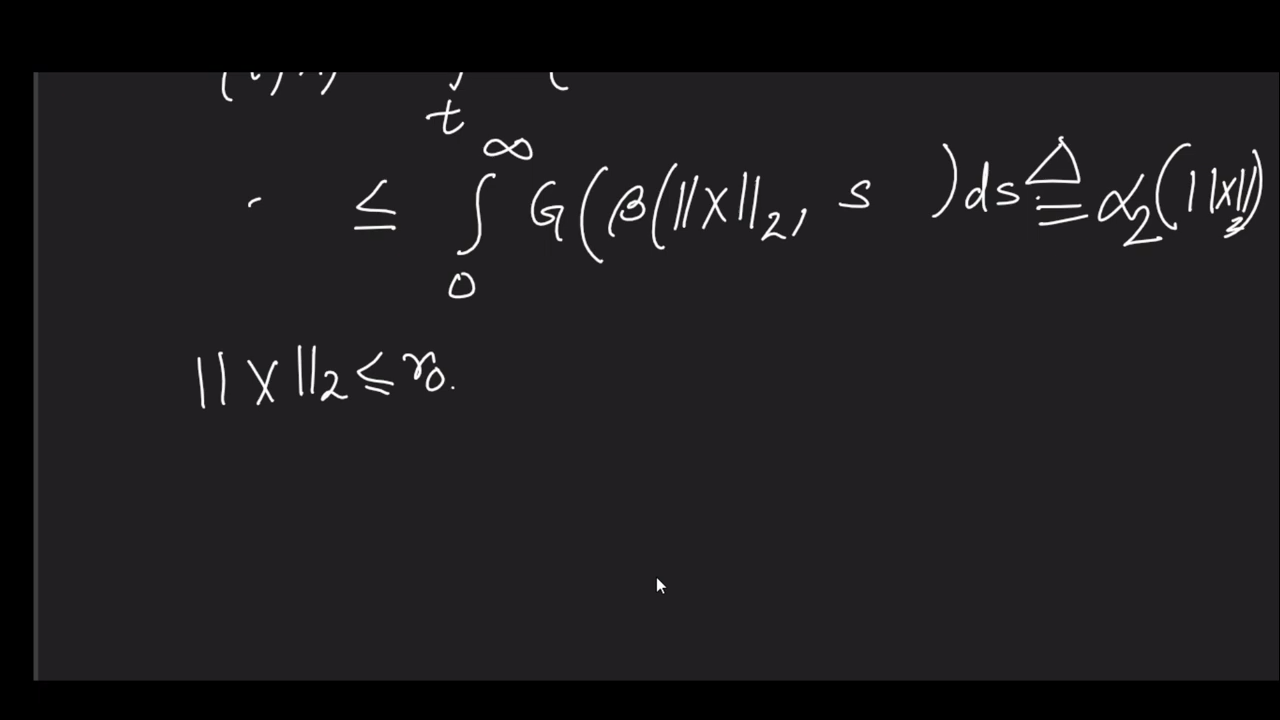 t
≤ ∫₀^∞ G(β(||x||₂, s )ds ≜ α₂(||x||₂)
||x||₂ ≤ r₀.